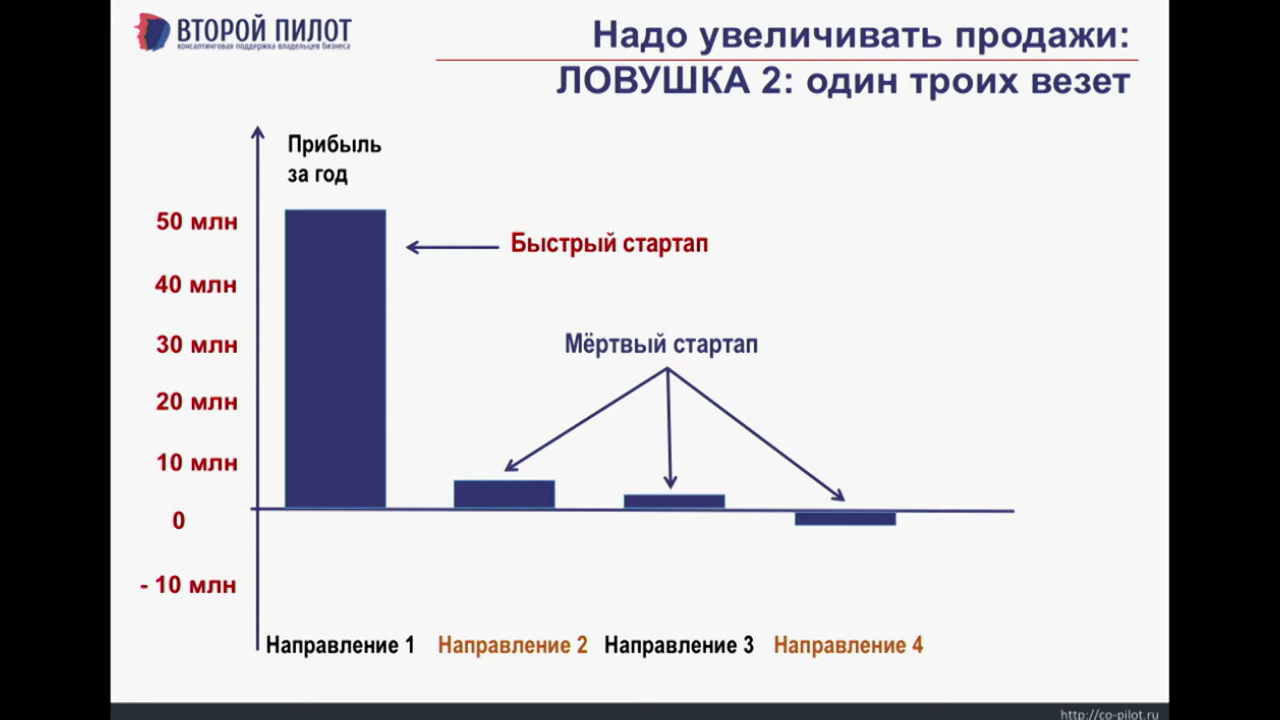 ВТОРОЙ ПИЛОТ
консалтинговая поддержка владельцев бизнеса
Надо увеличивать продажи:
ЛОВУШКА 2: один троих везет
Прибыль
за год
50 млн
Быстрый стартап
40 млн
30 млн
Мёртвый стартап
20 млн
10 млн
0
- 10 млн
Направление 1 Направление 2 Направление 3 Направление 4
http://co-pilot.ru